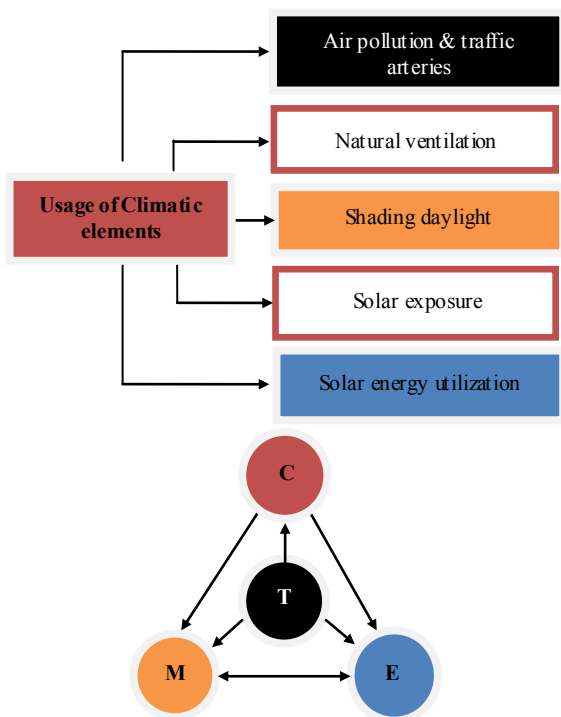 Air pollution & traffic
arteries
Natural ventilation
Usage of Climatic
elements
Shading daylight
Solar exposure
Solar energy utilization
C
T
M
E